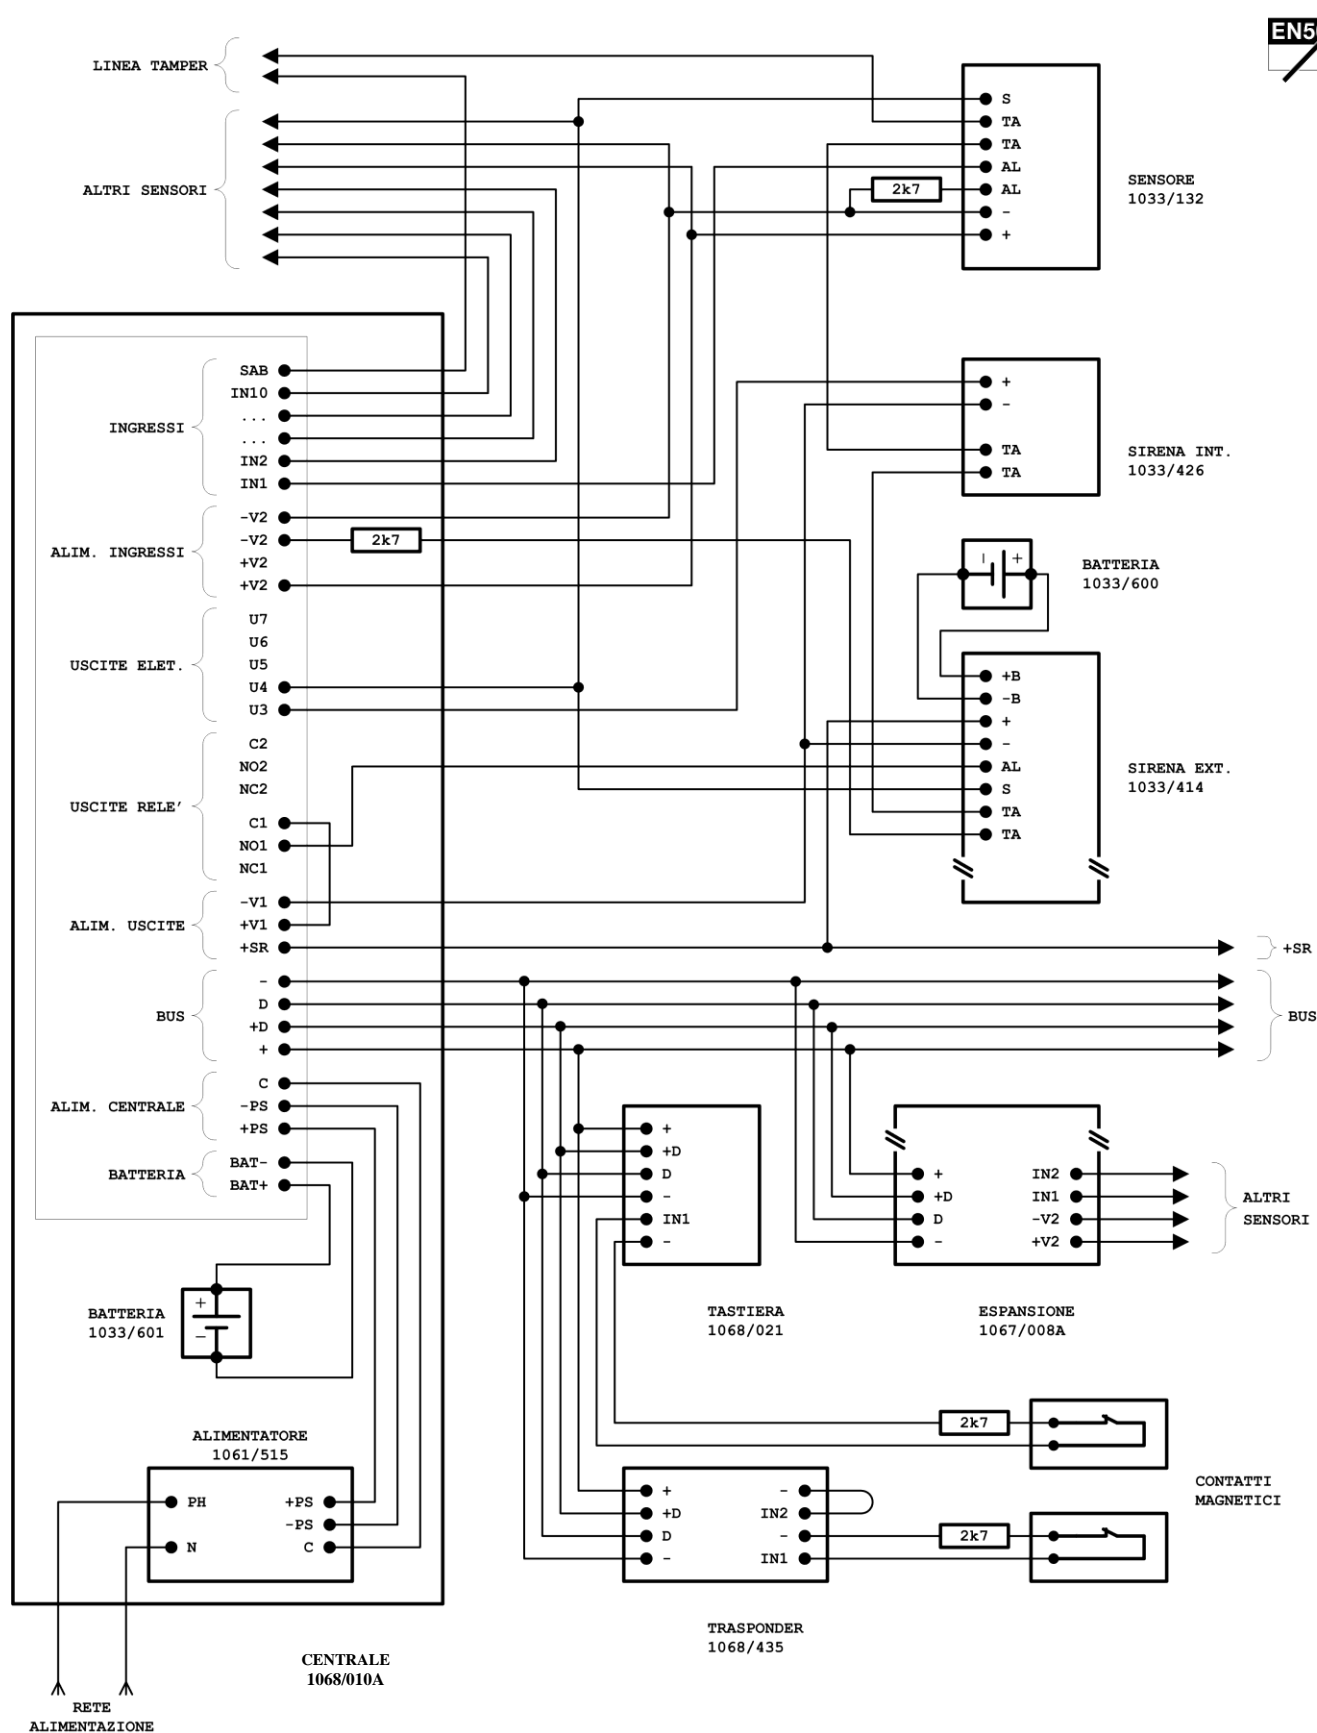 EN50
LINEA TAMPER
ALTRI SENSORI
S
TA
TA
AL
2k7
AL
-
+
SENSORE
1033/132
INGRESSI
SAB
IN10
...
...
IN2
IN1
ALIM. INGRESSI
-V2
-V2
2k7
+V2
+V2
USCITE ELET.
U7
U6
U5
U4
U3
USCITE RELE'
C2
NO2
NC2
C1
NO1
NC1
ALIM. USCITE
-V1
+V1
+SR
BUS
-
D
+D
+
ALIM. CENTRALE
C
-PS
+PS
BATTERIA
BAT-
BAT+
+
-
TA
TA
SIRENA INT.
1033/426
- +
BATTERIA
1033/600
+B
-B
+
-
AL
S
TA
TA
SIRENA EXT.
1033/414
+SR
BUS
+
+D
D
-
IN1
-
TASTIERA
1068/021
+
+D
D
-
IN2
IN1
-V2
+V2
ALTRI
SENSORI
ESPANSIONE
1067/008A
BATTERIA
1033/601
+
-
ALIMENTATORE
1061/515
PH
N
+PS
-PS
C
2k7
CONTATTI
MAGNETICI
+
+D
D
-
-
IN2
-
IN1
2k7
TRASPONDER
1068/435
CENTRALE
1068/010A
RETE
ALIMENTAZIONE